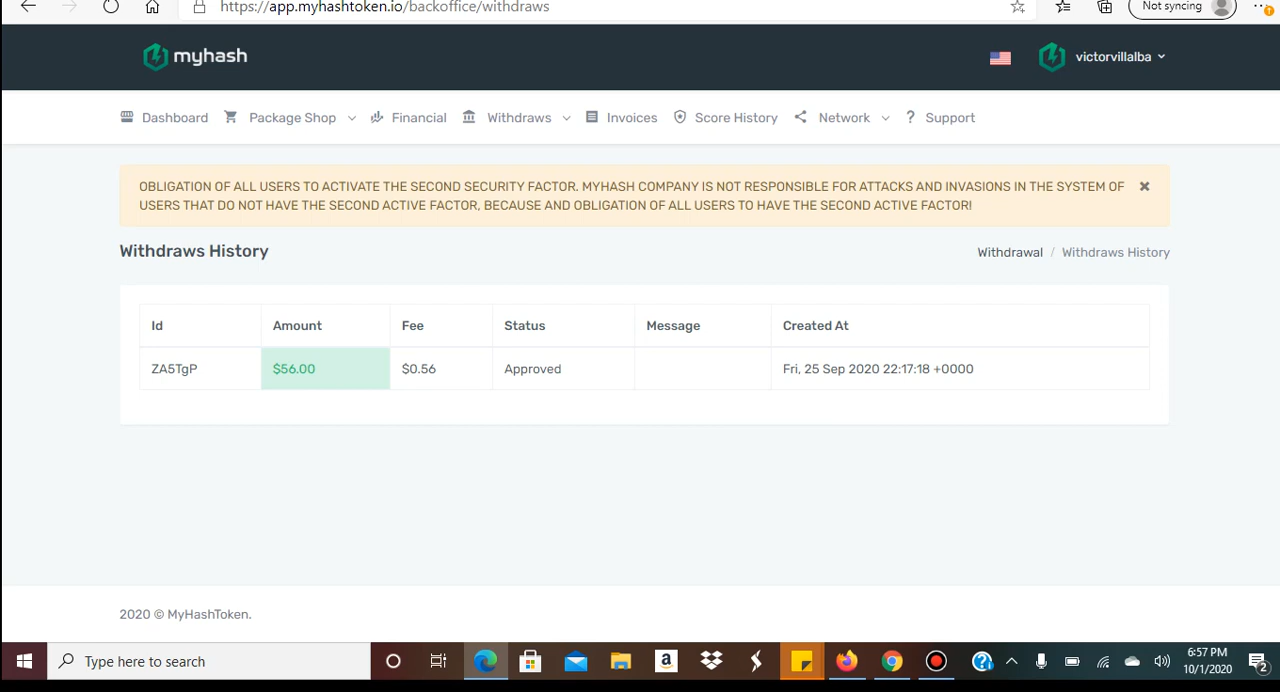 https://app.myhashtoken.io/backoffice/withdraws
Not syncing
myhash
victorvillalba
Dashboard Package Shop Financial Withdraws Invoices Score History Network ? Support
OBLIGATION OF ALL USERS TO ACTIVATE THE SECOND SECURITY FACTOR. MYHASH COMPANY IS NOT RESPONSIBLE FOR ATTACKS AND INVASIONS IN THE SYSTEM OF
USERS THAT DO NOT HAVE THE SECOND ACTIVE FACTOR, BECAUSE AND OBLIGATION OF ALL USERS TO HAVE THE SECOND ACTIVE FACTOR!
Withdraws History
Withdrawal / Withdraws History
Id Amount Fee Status Message Created At
ZA5TgP $56.00 $0.56 Approved Fri, 25 Sep 2020 22:17:18 +0000
2020 © MyHashToken.
Type here to search
6:57 PM
10/1/2020
2